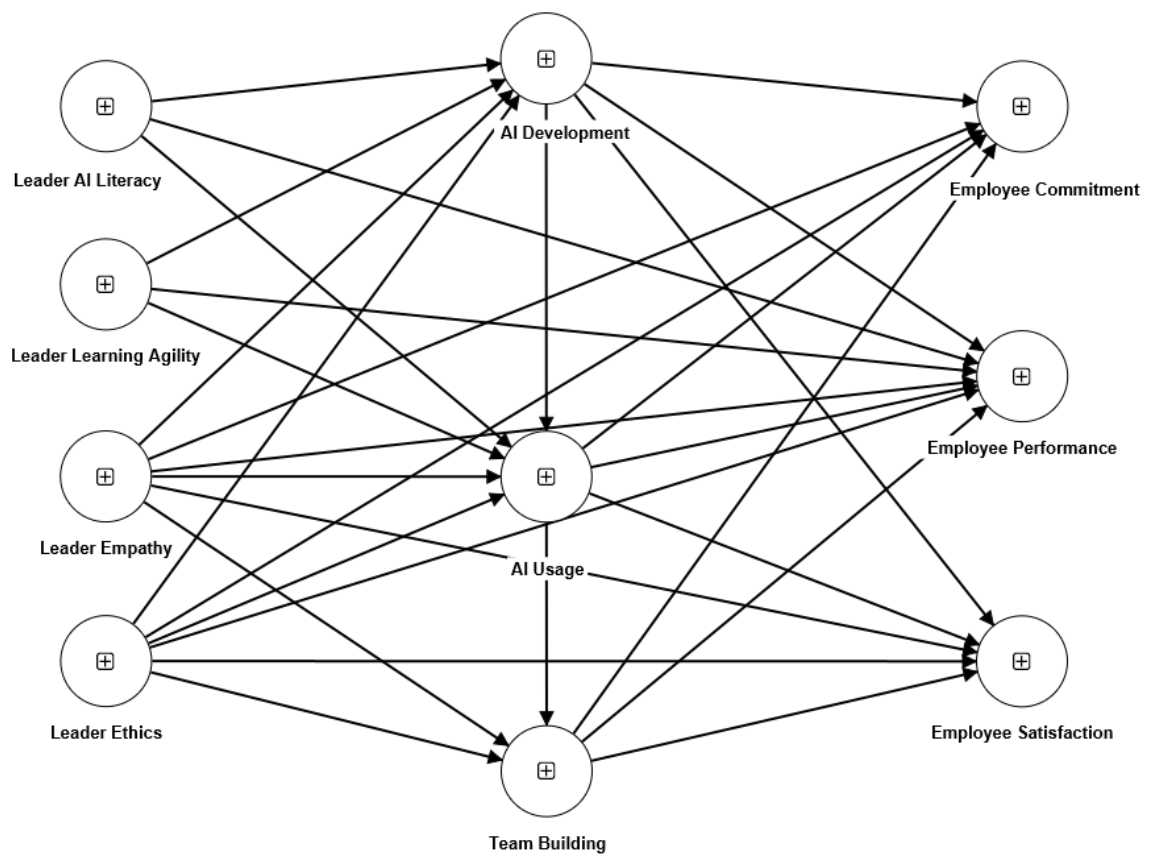 AI Development
Leader AI Literacy
Employee Commitment
Leader Learning Agility
Employee Performance
Leader Empathy
AI Usage
Leader Ethics
Employee Satisfaction
Team Building